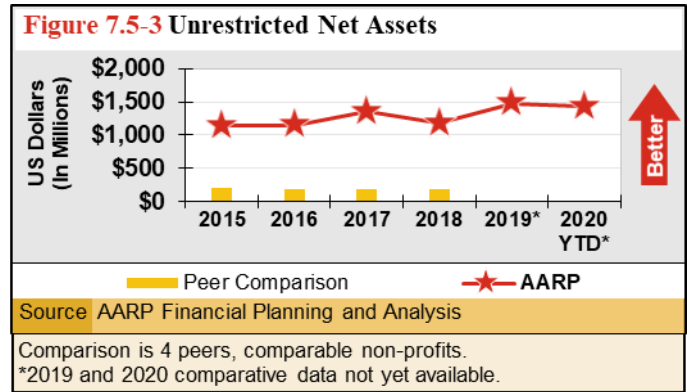 Figure 7.5-3 Unrestricted Net Assets
US Dollars
(In Millions)
$2,000
$1,500
$1,000
$500
$0
2015 2016 2017 2018 2019* 2020
YTD*
Better
Peer Comparison AARP
Source AARP Financial Planning and Analysis
Comparison is 4 peers, comparable non-profits.
*2019 and 2020 comparative data not yet available.